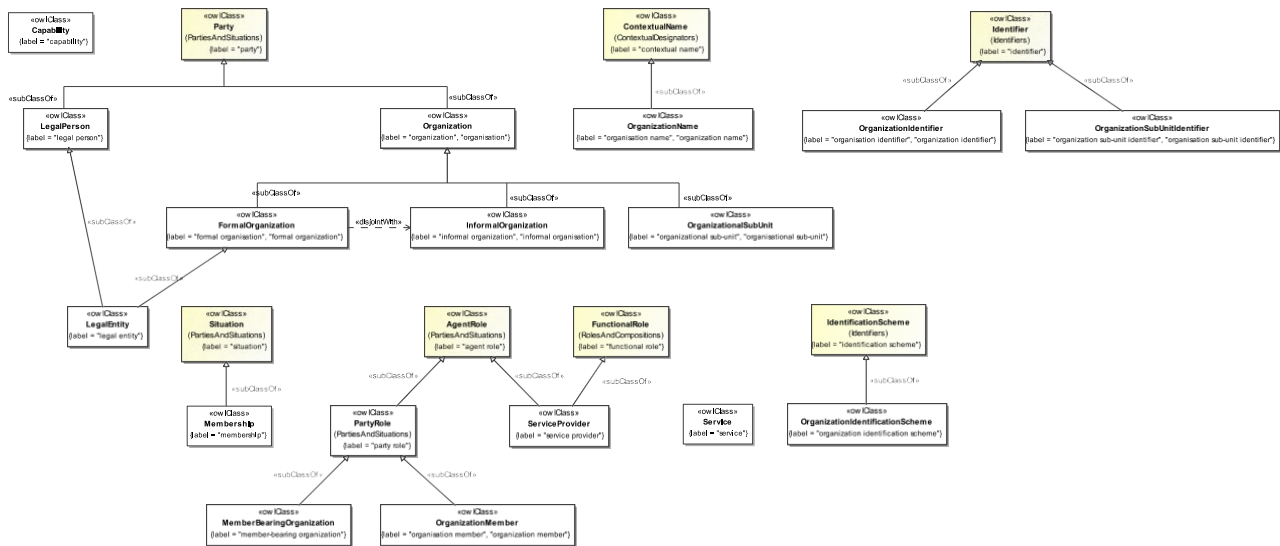 «owlClass»
Capability
{label = "capability"}
«owlClass»
Party
(PartiesAndSituations)
{label = "party"}
«owlClass»
ContextualName
(ContextualDesignators)
{label = "contextual name"}
«owlClass»
Identifier
(Identifiers)
{label = "identifier"}
«subClassOf»
«subClassOf»
«subClassOf»
«subClassOf»
«subClassOf»
«owlClass»
LegalPerson
{label = "legal person"}
«owlClass»
Organization
{label = "organization", "organisation"}
«owlClass»
OrganizationName
{label = "organisation name", "organization name"}
«owlClass»
OrganizationIdentifier
{label = "organisation identifier", "organization identifier"}
«owlClass»
OrganizationSubUnitIdentifier
{label = "organization sub-unit identifier", "organisation sub-unit identifier"}
«subClassOf»
«subClassOf»
«subClassOf»
«subClassOf»
«owlClass»
FormalOrganization
{label = "formal organisation", "formal organization"}
«disjointWith»
«owlClass»
InformalOrganization
{label = "informal organization", "informal organisation"}
«owlClass»
OrganizationalSubUnit
{label = "organizational sub-unit", "organisational sub-unit"}
«subClassOf»
«owlClass»
LegalEntity
{label = "legal entity"}
«owlClass»
Situation
(PartiesAndSituations)
{label = "situation"}
«owlClass»
AgentRole
(PartiesAndSituations)
{label = "agent role"}
«owlClass»
FunctionalRole
(RolesAndCompositions)
{label = "functional role"}
«owlClass»
IdentificationScheme
(Identifiers)
{label = "identification scheme"}
«subClassOf»
«subClassOf»
«subClassOf»
«subClassOf»
«subClassOf»
«owlClass»
Membership
{label = "membership"}
«owlClass»
PartyRole
(PartiesAndSituations)
{label = "party role"}
«owlClass»
ServiceProvider
{label = "service provider"}
«owlClass»
Service
{label = "service"}
«owlClass»
OrganizationIdentificationScheme
{label = "organization identification scheme"}
«subClassOf»
«subClassOf»
«owlClass»
MemberBearingOrganization
{label = "member-bearing organization"}
«owlClass»
OrganizationMember
{label = "organisation member", "organization member"}